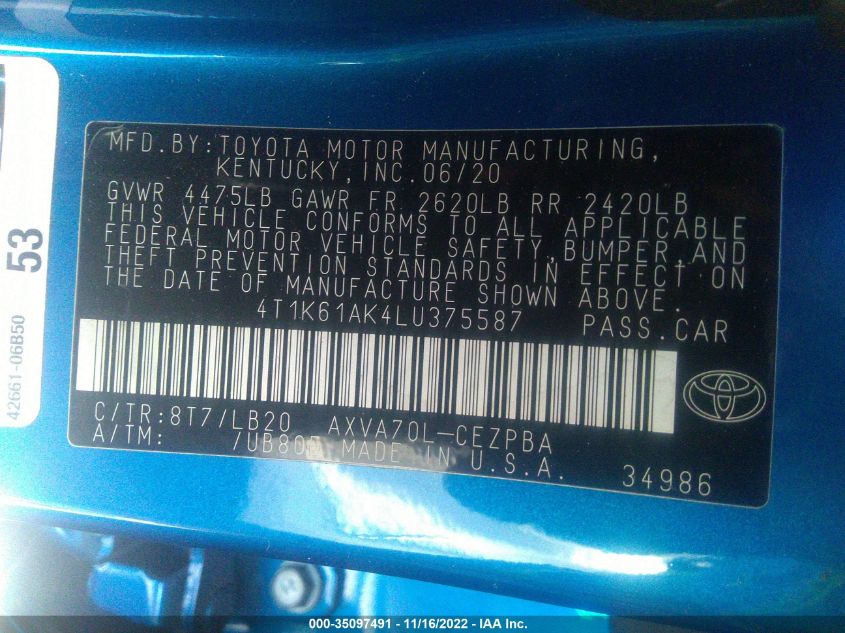 MFD.BY:TOYOTA MOTOR MANUFACTURING,
KENTUCKY,INC.06/20
GVWR 4475LB GAWR FR 2620LB RR 2420LB
THIS VEHICLE CONFORMS TO ALL APPLICABLE
FEDERAL MOTOR VEHICLE SAFETY,BUMPER,AND
THEFT PREVENTION STANDARDS IN EFFECT ON
THE DATE OF MANUFACTURE SHOWN ABOVE.
4T1K61AK4LU375587 PASS.CAR
C/TR:8T7/LB20 AXVA70L-CEZPBA
A/TM: /UB80 MADE IN U.S.A. 34986
53
42661-06B50
000-35097491 - 11/16/2022 - IAA Inc.